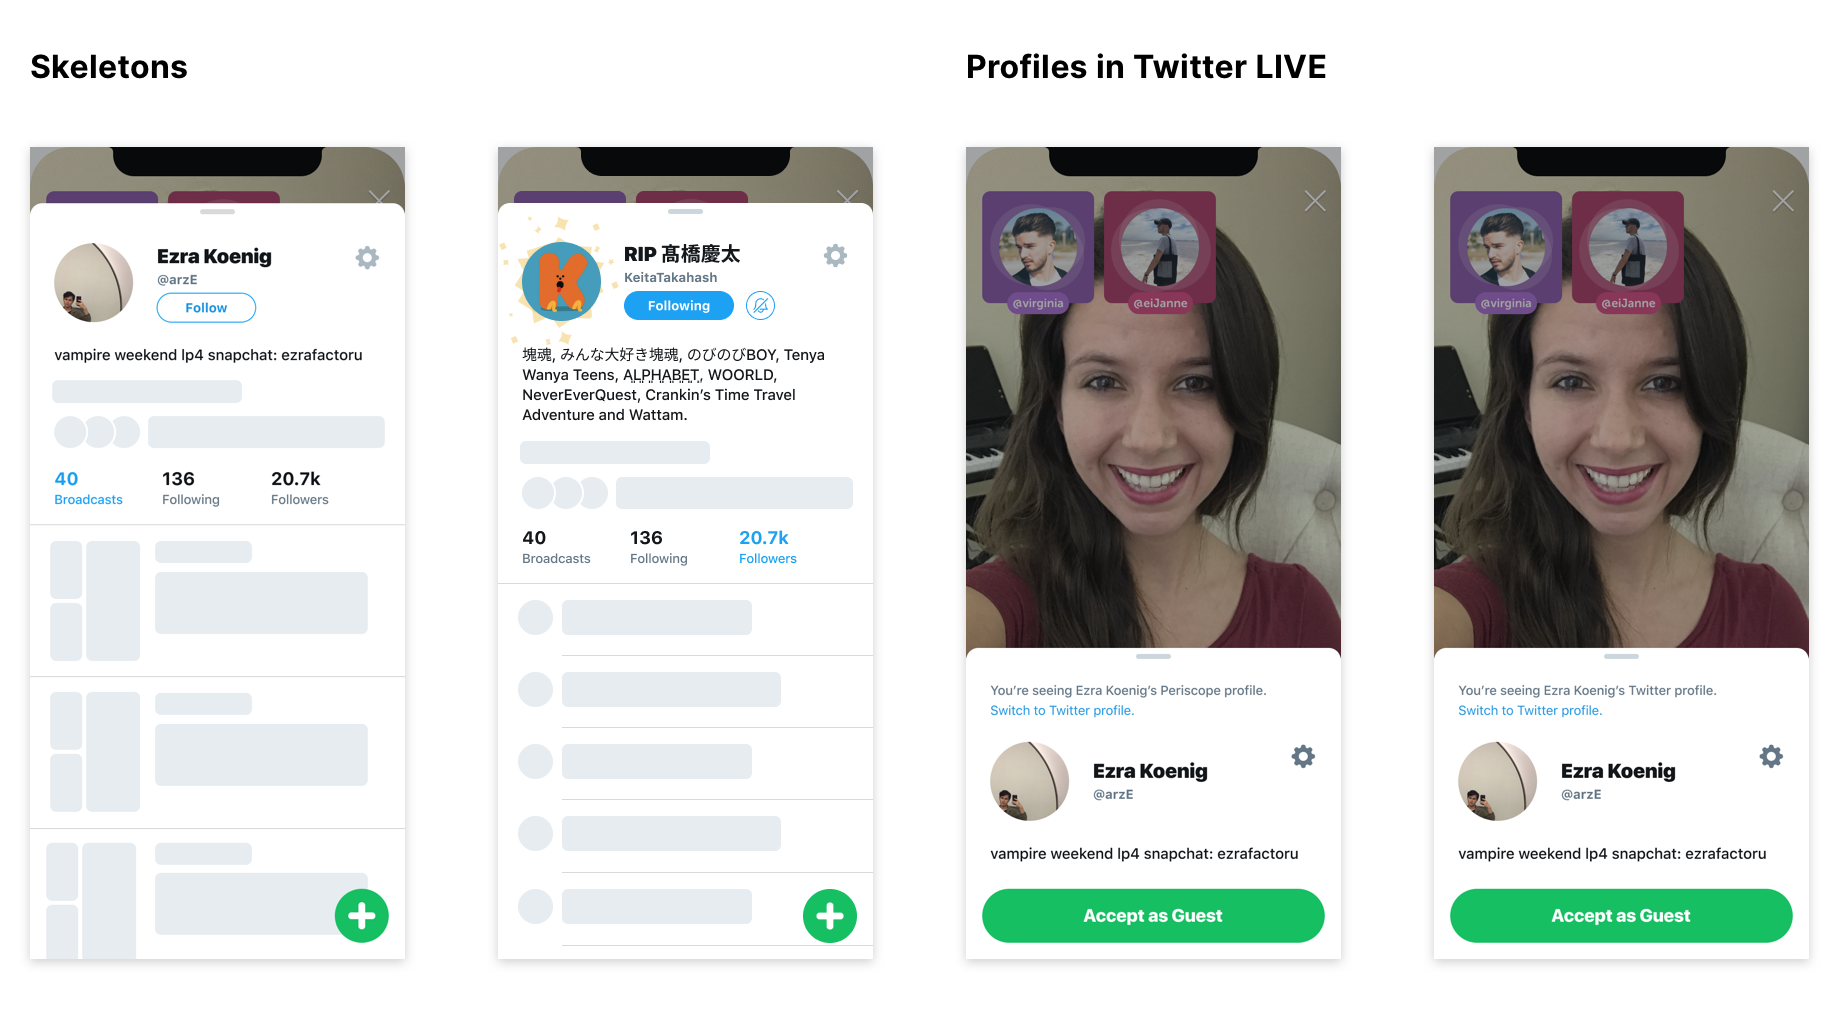 Skeletons
Profiles in Twitter LIVE
Ezra Koenig
@arzE
Follow
vampire weekend lp4 snapchat: ezrafactoru
40
136
20.7k
Broadcasts
Following
Followers
RIP 髙橋慶太
KeitaTakahash
Following
塊魂, みんな大好き塊魂, のびのびBOY, Tenya
Wanya Teens, ALPHABET, WOORLD,
NeverEverQuest, Crankin’s Time Travel
Adventure and Wattam.
40
136
20.7k
Broadcasts
Following
Followers
@virginia
@eiJanne
You’re seeing Ezra Koenig’s Periscope profile.
Switch to Twitter profile.
Ezra Koenig
@arzE
vampire weekend lp4 snapchat: ezrafactoru
Accept as Guest
@virginia
@eiJanne
You’re seeing Ezra Koenig’s Twitter profile.
Switch to Twitter profile.
Ezra Koenig
@arzE
vampire weekend lp4 snapchat: ezrafactoru
Accept as Guest